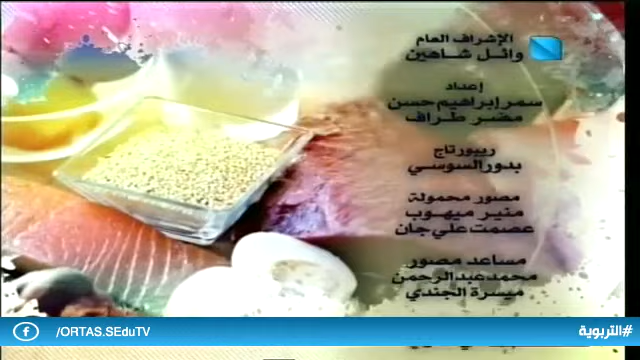 الإشراف العام
وائل شاهين
إعداد
سمر إبراهيم حسن
مضر طراف
ريبورتاج
بدور السوسي
مصور محمولة
منير ميهوب
عصمت علي جان
مساعد مصور
محمد عبد الرحمن
ميسرة الجندي
/ORTAS.SEduTV
#التربوية